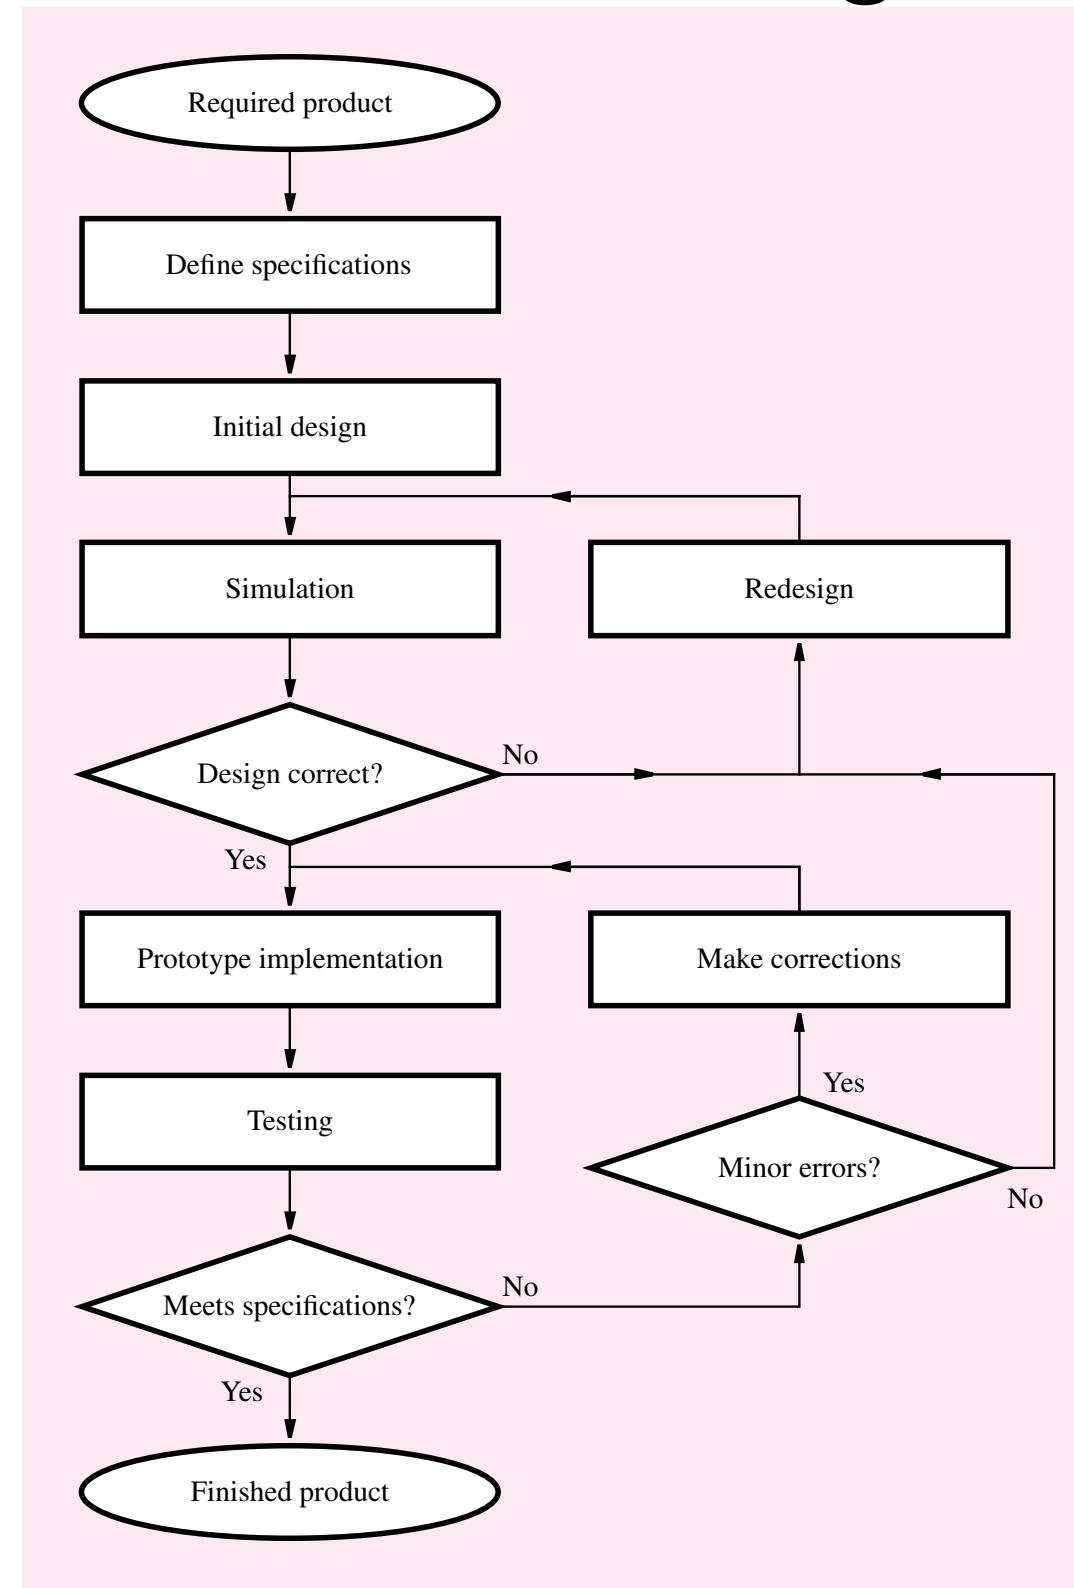 Required product
Define specifications
Initial design
Simulation
Redesign
Design correct?
No
Yes
Prototype implementation
Make corrections
Testing
Yes
Minor errors?
No
Meets specifications?
No
Yes
Finished product